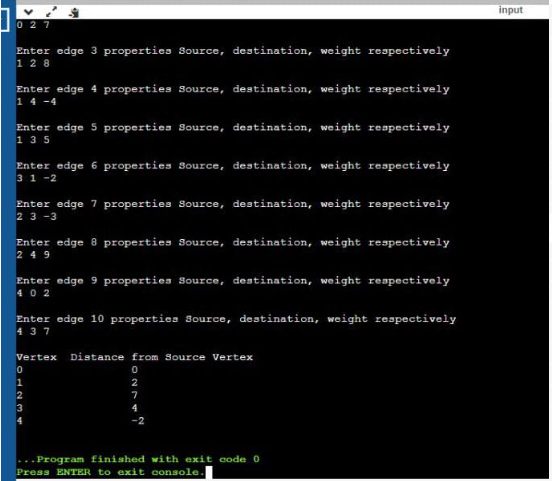 input
0 2 7
Enter edge 3 properties Source, destination, weight respectively
1 2 8
Enter edge 4 properties Source, destination, weight respectively
1 4 -4
Enter edge 5 properties Source, destination, weight respectively
1 3 5
Enter edge 6 properties Source, destination, weight respectively
3 1 -2
Enter edge 7 properties Source, destination, weight respectively
2 3 -3
Enter edge 8 properties Source, destination, weight respectively
2 4 9
Enter edge 9 properties Source, destination, weight respectively
4 0 2
Enter edge 10 properties Source, destination, weight respectively
4 3 7
Vertex Distance from Source Vertex
0 0
1 2
2 7
3 4
4 -2
...Program finished with exit code 0
Press ENTER to exit console.